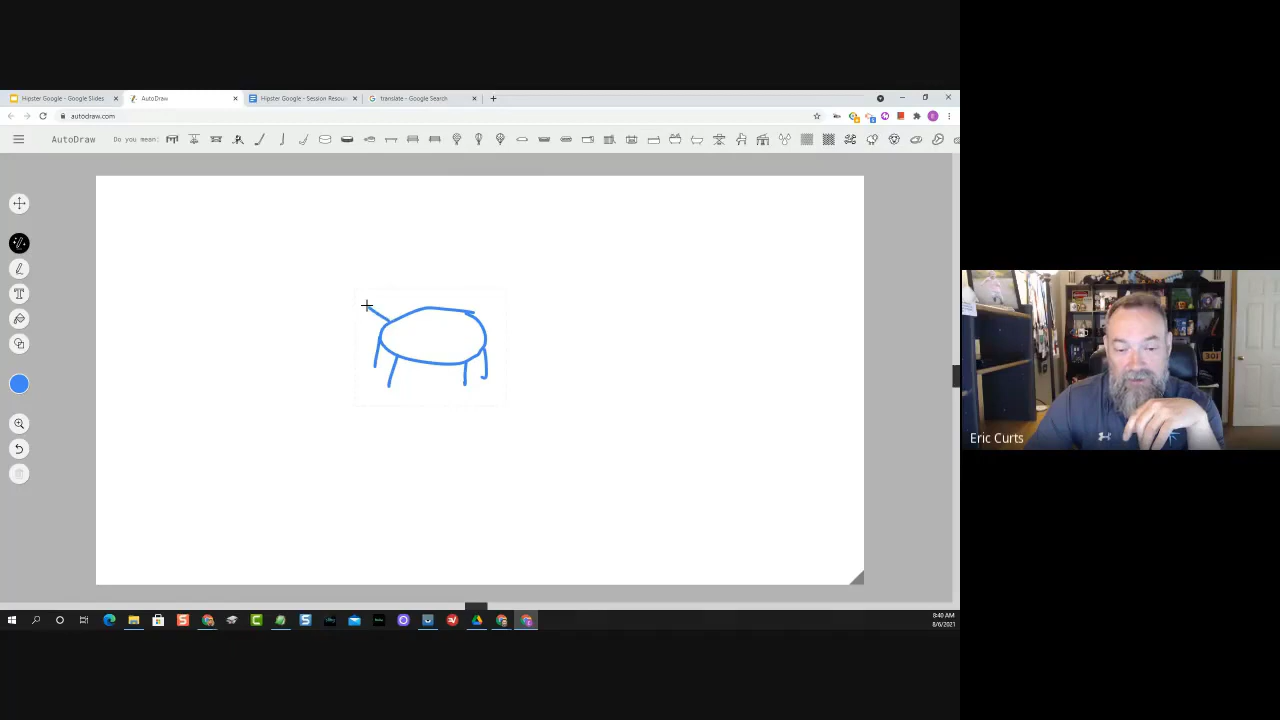 Hipster Google - Google Slides
AutoDraw
Hipster Google - Session Resou
translate - Google Search
autodraw.com
AutoDraw
Do you mean:
T
301
Eric Curts
8:40 AM
8/6/2021